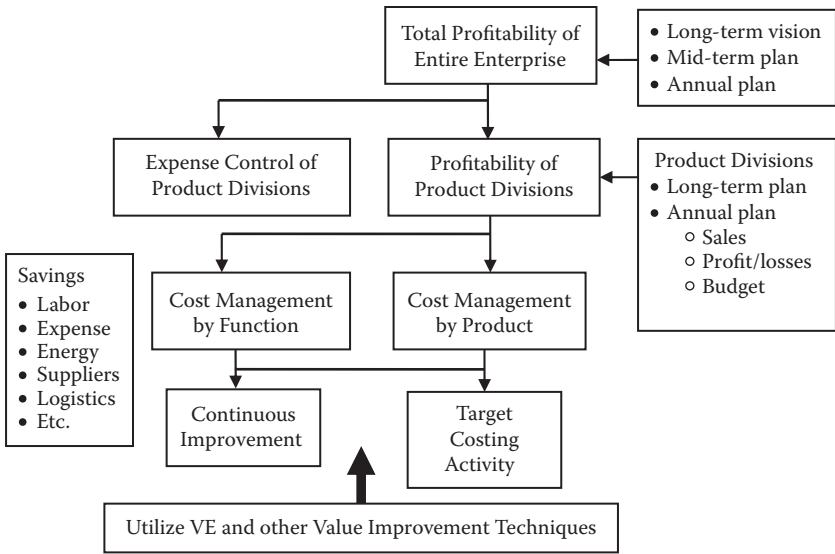 Total Profitability of
Entire Enterprise
• Long-term vision
• Mid-term plan
• Annual plan
Expense Control of
Product Divisions
Profitability of
Product Divisions
Product Divisions
• Long-term plan
• Annual plan
○ Sales
○ Profit/losses
○ Budget
Savings
• Labor
• Expense
• Energy
• Suppliers
• Logistics
• Etc.
Cost Management
by Function
Cost Management
by Product
Continuous
Improvement
Target
Costing
Activity
Utilize VE and other Value Improvement Techniques